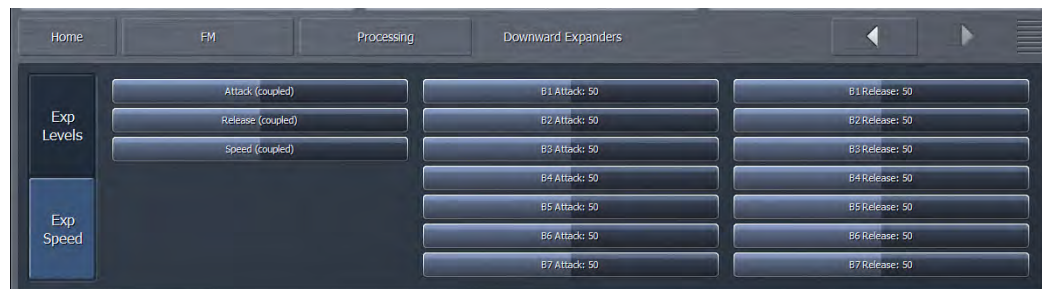 Home
FM
Processing
Downward Expanders
Exp
Levels
Exp
Speed
Attack (coupled)
Release (coupled)
Speed (coupled)
B1 Attack: 50
B2 Attack: 50
B3 Attack: 50
B4 Attack: 50
B5 Attack: 50
B6 Attack: 50
B7 Attack: 50
B1 Release: 50
B2 Release: 50
B3 Release: 50
B4 Release: 50
B5 Release: 50
B6 Release: 50
B7 Release: 50